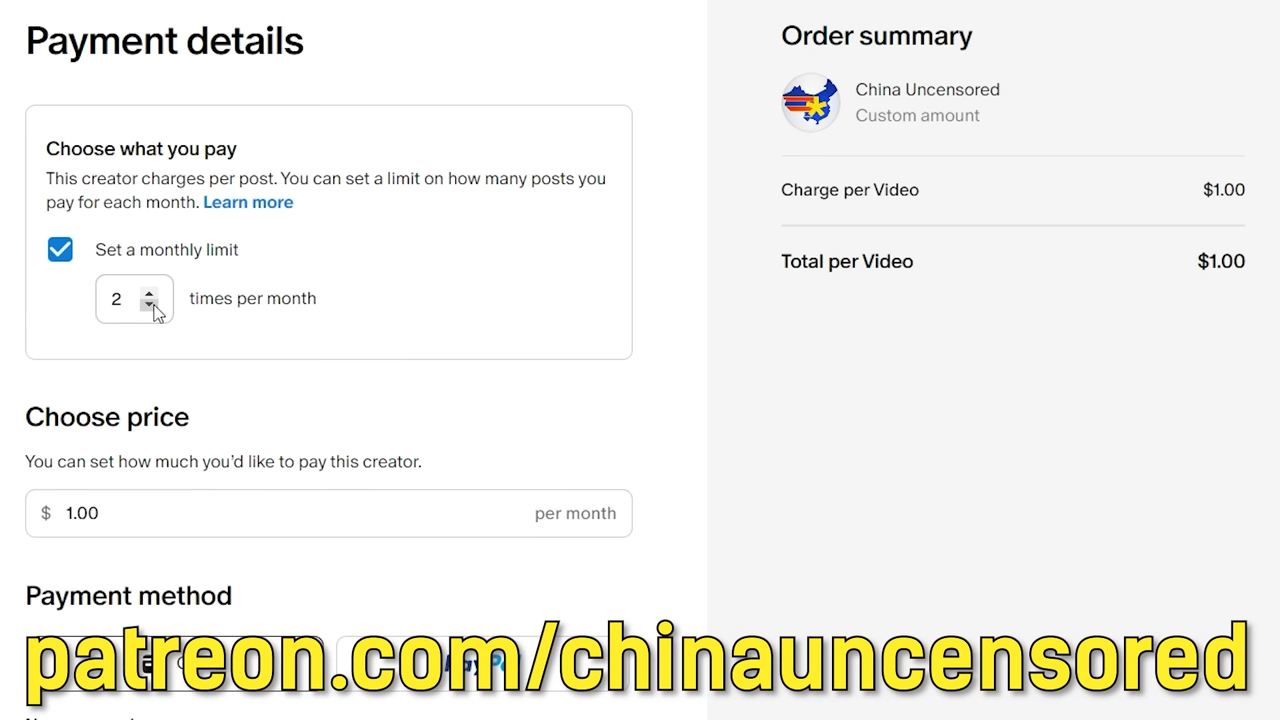 Payment details
Choose what you pay
This creator charges per post. You can set a limit on how many posts you
pay for each month. Learn more
Set a monthly limit
2 times per month
Choose price
You can set how much you’d like to pay this creator.
$ 1.00 per month
Payment method
patreon.com/chinauncensored
Order summary
China Uncensored
Custom amount
Charge per Video $1.00
Total per Video $1.00